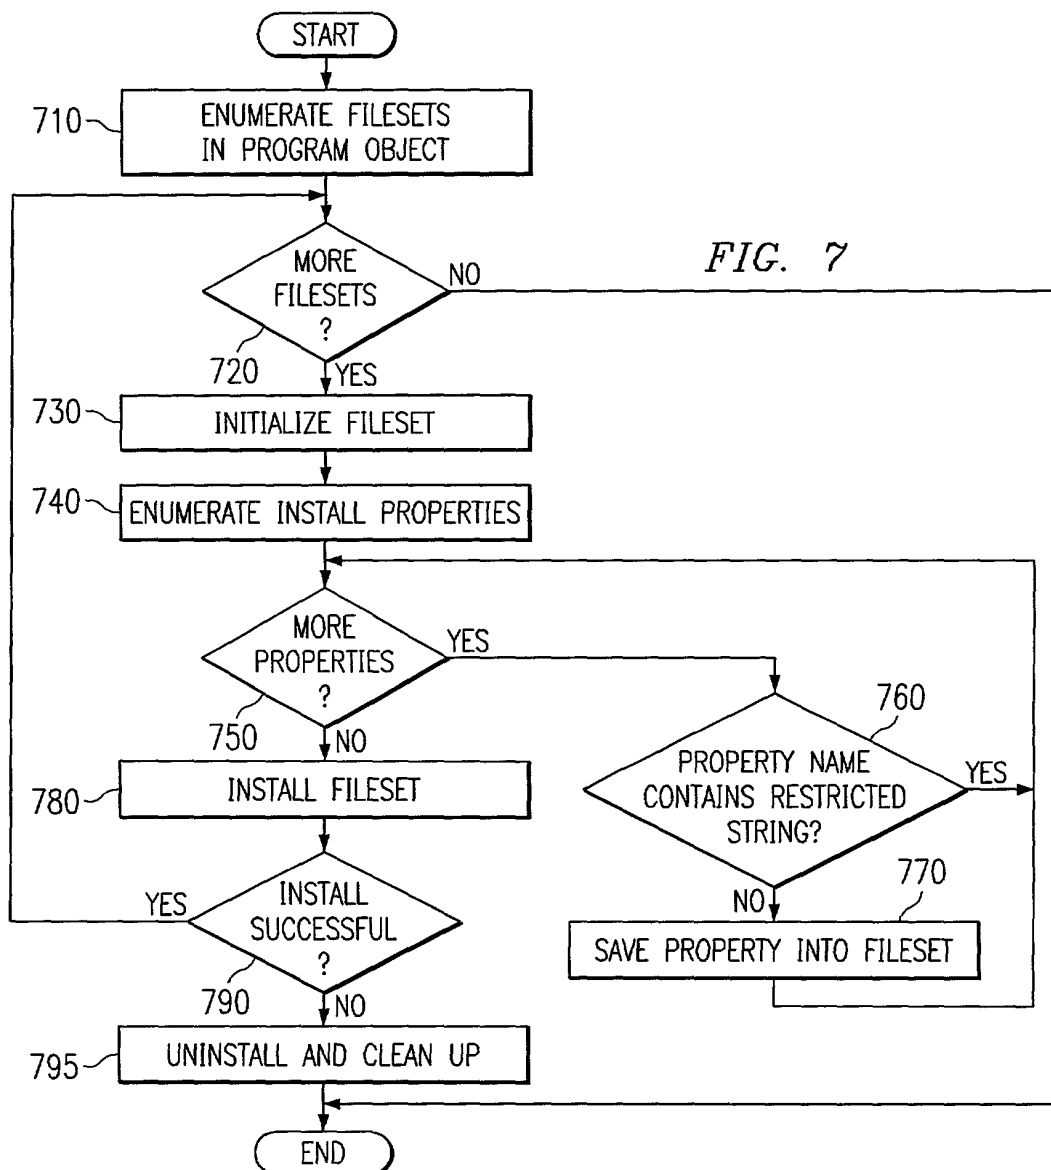 START
710
ENUMERATE FILESETS
IN PROGRAM OBJECT
MORE
FILESETS
?
NO
FIG. 7
720
YES
730
INITIALIZE FILESET
740
ENUMERATE INSTALL PROPERTIES
MORE
PROPERTIES
?
YES
750
NO
760
PROPERTY NAME
CONTAINS RESTRICTED
STRING?
YES
780
INSTALL FILESET
NO
770
SAVE PROPERTY INTO FILESET
YES
INSTALL
SUCCESSFUL
?
790
NO
795
UNINSTALL AND CLEAN UP
END